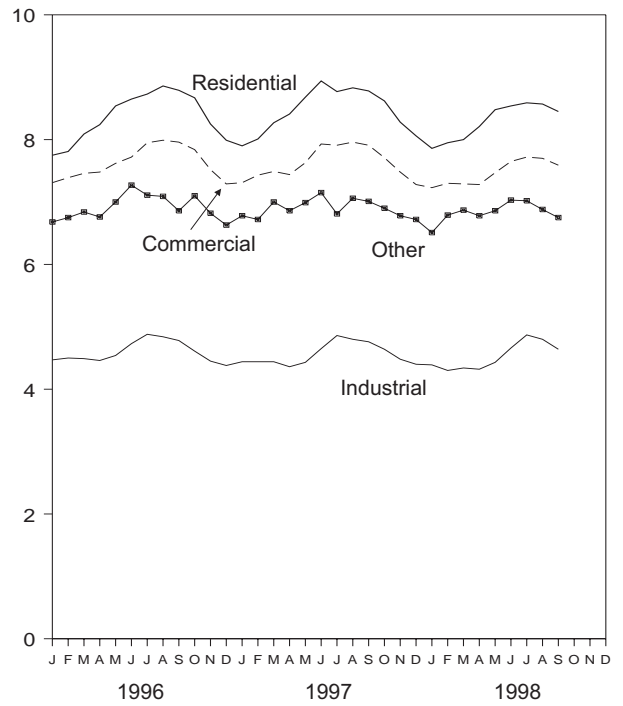 10
Residential
8
Commercial
Other
6
Industrial
4
2
0
J F M A M J J A S O N D J F M A M J J A S O N D J F M A M J J A S O N D
1996 1997 1998